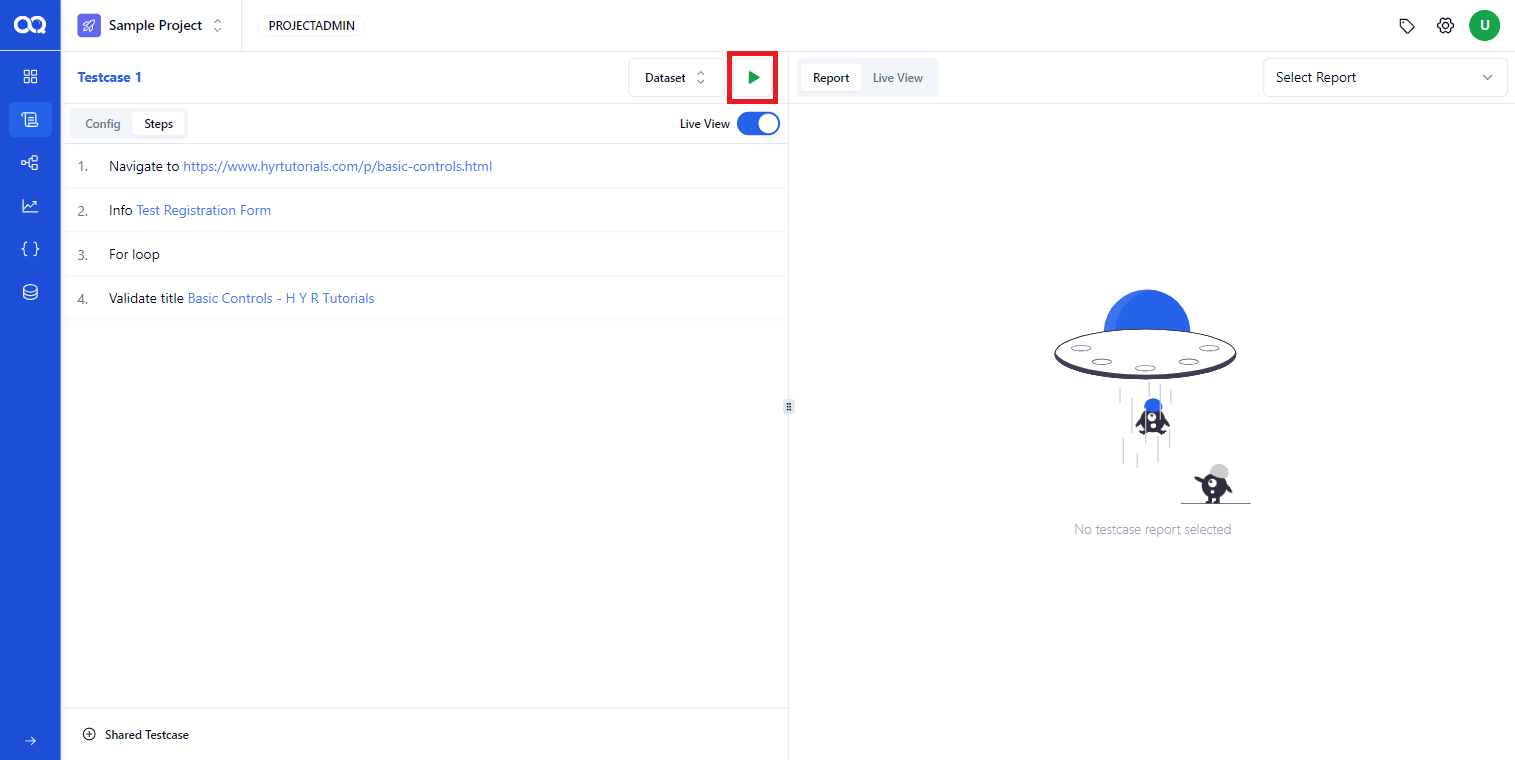 Sample Project
PROJECTADMIN
U
Testcase 1
Dataset
Report
Live View
Select Report
Config
Steps
Live View
1. Navigate to https://www.hyrtutorials.com/p/basic-controls.html
2. Info Test Registration Form
3. For loop
4. Validate title Basic Controls - H Y R Tutorials
No testcase report selected
Shared Testcase